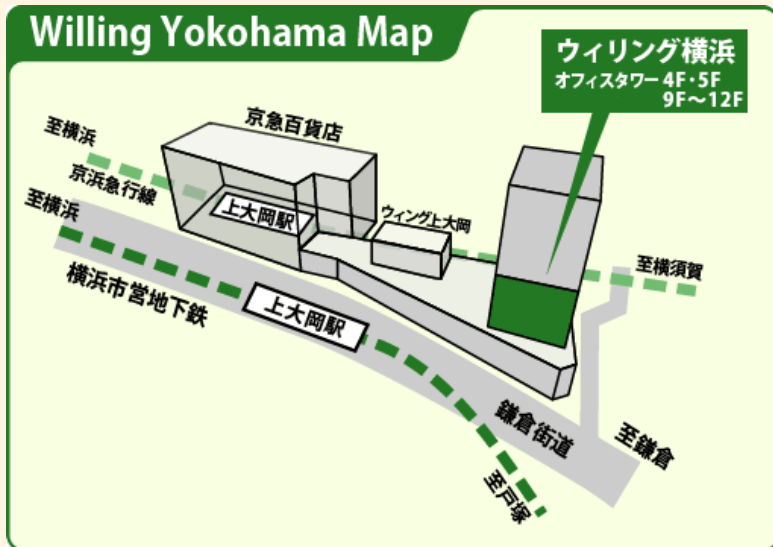 Willing Yokohama Map
ウィリング横浜
オフィスタワー 4F・5F
9F～12F
京急百貨店
至横浜
京浜急行線
至横浜
上大岡駅
ウィング上大岡
至横須賀
横浜市営地下鉄
上大岡駅
鎌倉街道
至鎌倉
至戸塚